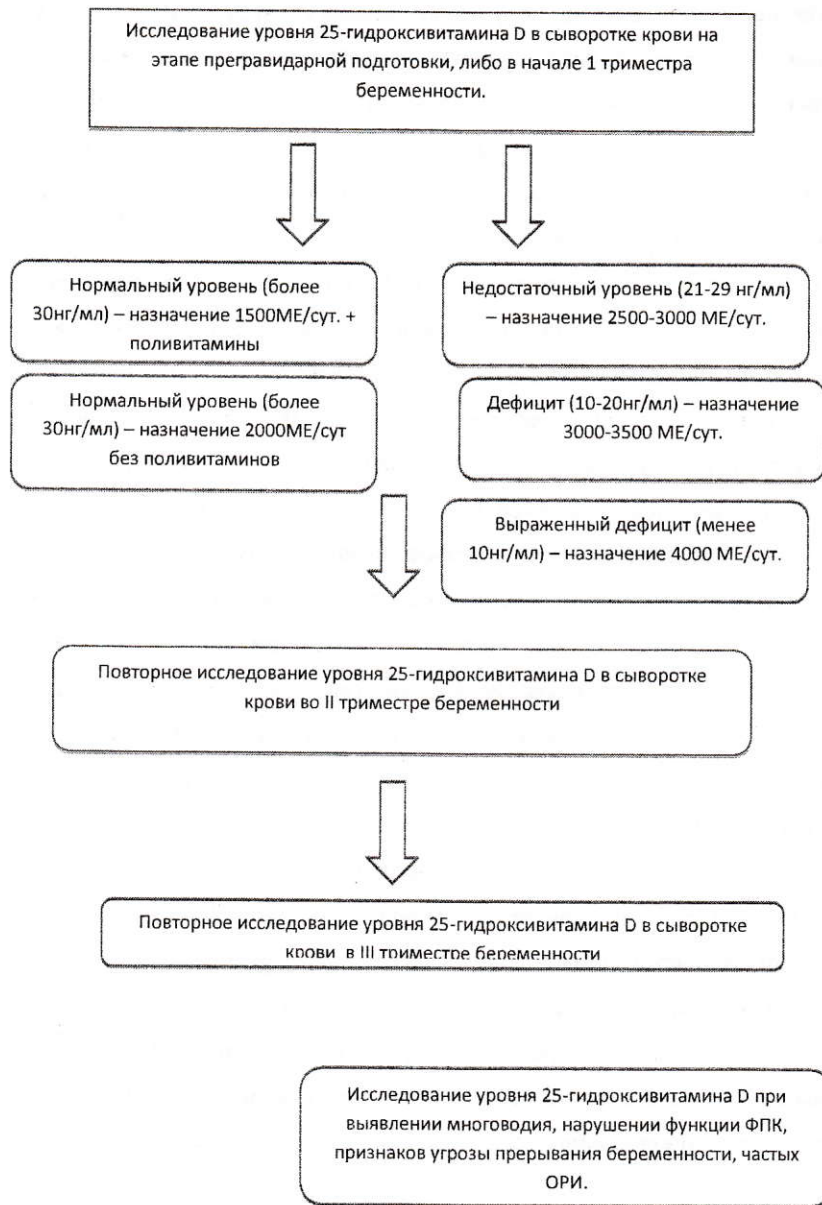 Исследование уровня 25-гидроксивитамина D в сыворотке крови на
этапе прегравидарной подготовки, либо в начале 1 триместра
беременности.
Нормальный уровень (более
30нг/мл) – назначение 1500МЕ/сут. +
поливитамины
Нормальный уровень (более
30нг/мл) – назначение 2000МЕ/сут
без поливитаминов
Недостаточный уровень (21-29 нг/мл)
– назначение 2500-3000 МЕ/сут.
Дефицит (10-20нг/мл) – назначение
3000-3500 МЕ/сут.
Выраженный дефицит (менее
10нг/мл) – назначение 4000 МЕ/сут.
Повторное исследование уровня 25-гидроксивитамина D в сыворотке
крови во II триместре беременности
Повторное исследование уровня 25-гидроксивитамина D в сыворотке
крови в III триместре беременности
Исследование уровня 25-гидроксивитамина D при
выявлении многоводия, нарушении функции ФПК,
признаков угрозы прерывания беременности, частых
ОРИ.